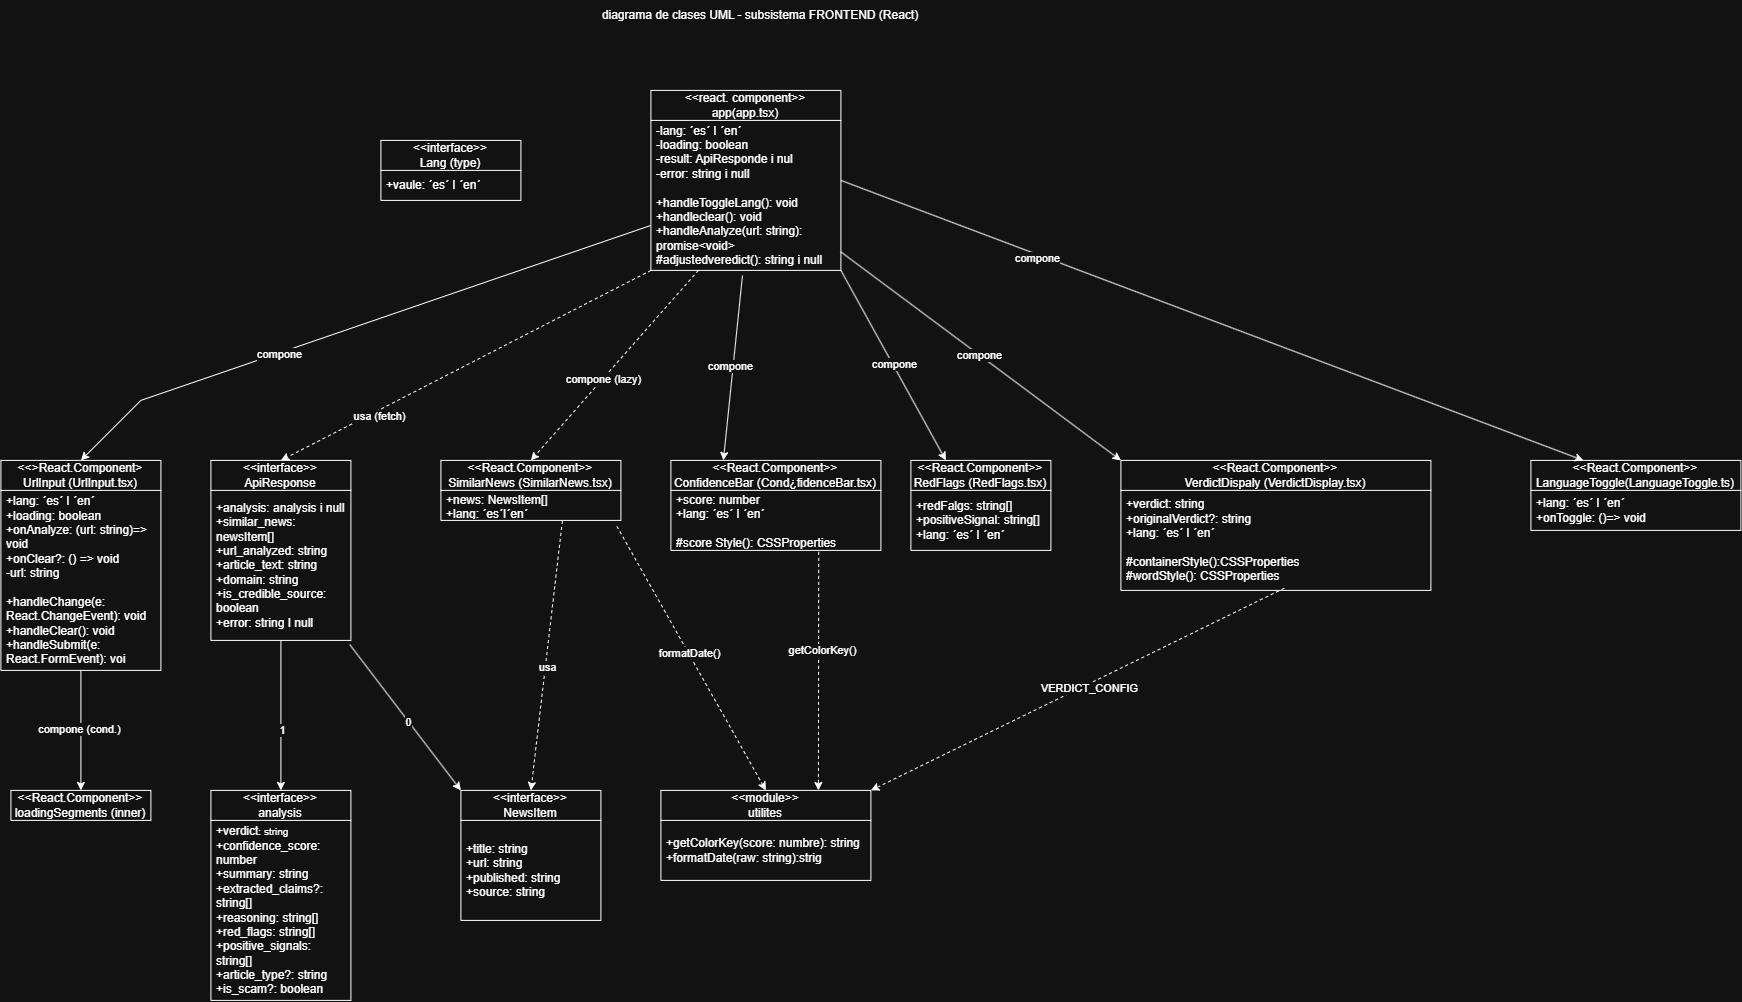 diagrama de clases UML - subsistema FRONTEND (React)
<<react. component>>
app(app.tsx)
-lang: ´es´ I ´en´
-loading: boolean
-result: ApiResponde i nul
-error: string i null
+handleToggleLang(): void
+handleclear(): void
+handleAnalyze(url: string):
promise<void>
#adjustedveredict(): string i null
<<interface>>
Lang (type)
+vaule: ´es´ I ´en´
compone
usa (fetch)
compone (lazy)
compone
compone
compone
compone
<<>React.Component>
UrlInput (UrlInput.tsx)
+lang: ´es´ I ´en´
+loading: boolean
+onAnalyze: (url: string)=>
void
+onClear?: () => void
-url: string
+handleChange(e:
React.ChangeEvent): void
+handleClear(): void
+handleSubmit(e:
React.FormEvent): voi
<<interface>>
ApiResponse
+analysis: analysis i null
+similar_news:
newsItem[]
+url_analyzed: string
+article_text: string
+domain: string
+is_credible_source:
boolean
+error: string I null
<<React.Component>>
SimilarNews (SimilarNews.tsx)
+news: NewsItem[]
+lang: ´es´I´en´
<<React.Component>>
ConfidenceBar (Cond¿fidenceBar.tsx)
+score: number
+lang: ´es´ I ´en´
#score Style(): CSSProperties
<<React.Component>>
RedFlags (RedFlags.tsx)
+redFalgs: string[]
+positiveSignal: string[]
+lang: ´es´ I ´en´
<<React.Component>>
VerdictDispaly (VerdictDisplay.tsx)
+verdict: string
+originalVerdict?: string
+lang: ´es´ I ´en´
#containerStyle():CSSProperties
#wordStyle(): CSSProperties
<<React.Component>>
LanguageToggle(LanguageToggle.ts)
+lang: ´es´ I ´en´
+onToggle: ()=> void
compone (cond.)
1
0
usa
formatDate()
getColorKey()
VERDICT_CONFIG
<<React.Component>>
loadingSegments (inner)
<<interface>>
analysis
+verdict: string
+confidence_score:
number
+summary: string
+extracted_claims?:
string[]
+reasoning: string[]
+red_flags: string[]
+positive_signals:
string[]
+article_type?: string
+is_scam?: boolean
<<interface>>
NewsItem
+title: string
+url: string
+published: string
+source: string
<<module>>
utilites
+getColorKey(score: numbre): string
+formatDate(raw: string):strig